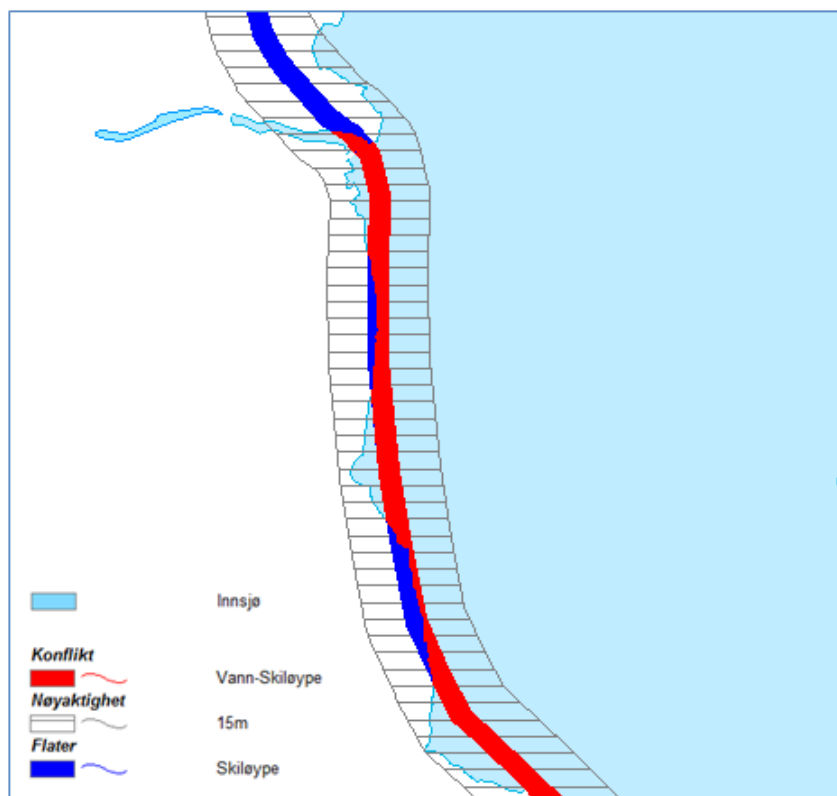 Innsjø
Konflikt
Vann-Skiløype
Nøyaktighet
15m
Flater
Skiløype